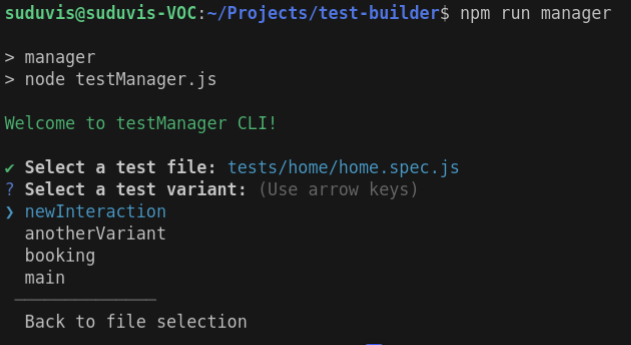 suduvis@suduvis-VOC:~/Projects/test-builder$ npm run manager
> manager
> node testManager.js
Welcome to testManager CLI!
✔ Select a test file: tests/home/home.spec.js
? Select a test variant: (Use arrow keys)
❯ newInteraction
anotherVariant
booking
main
──────────────
Back to file selection